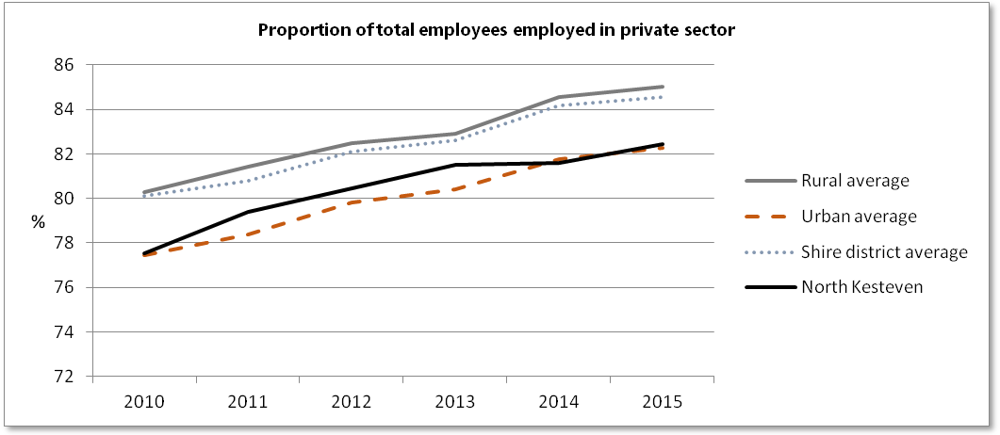 Proportion of total employees employed in private sector
86
84
82
80
78
76
74
72
%
2010 2011 2012 2013 2014 2015
Rural average
Urban average
Shire district average
North Kesteven